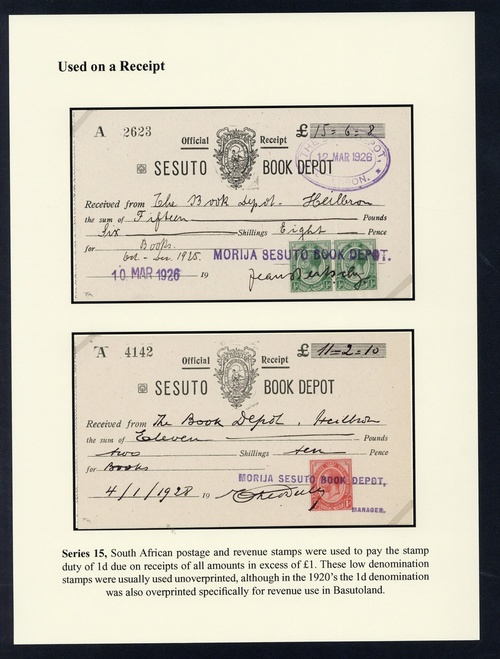 Used on a Receipt
A 2623
£ 15=6=8
Official Receipt
SESUTO BOOK DEPOT
THE DEPOT,
12 MAR 1926
Received from The Book Depot. Heilbron
the sum of Fifteen Pounds
Six Shillings Eight Pence
for Books.
Oct - Dec. 1925.
MORIJA SESUTO BOOK DEPOT.
10 MAR 1926 19
A 4142
£ 11=2=10
Official Receipt
SESUTO BOOK DEPOT
Received from The Book Depot, Heilbron
the sum of Eleven Pounds
two Shillings ten Pence
for Books
MORIJA SESUTO BOOK DEPOT,
4/1/1928 19
MANAGER.
Series 15, South African postage and revenue stamps were used to pay the stamp
duty of 1d due on receipts of all amounts in excess of £1. These low denomination
stamps were usually used unoverprinted, although in the 1920's the 1d denomination
was also overprinted specifically for revenue use in Basutoland.